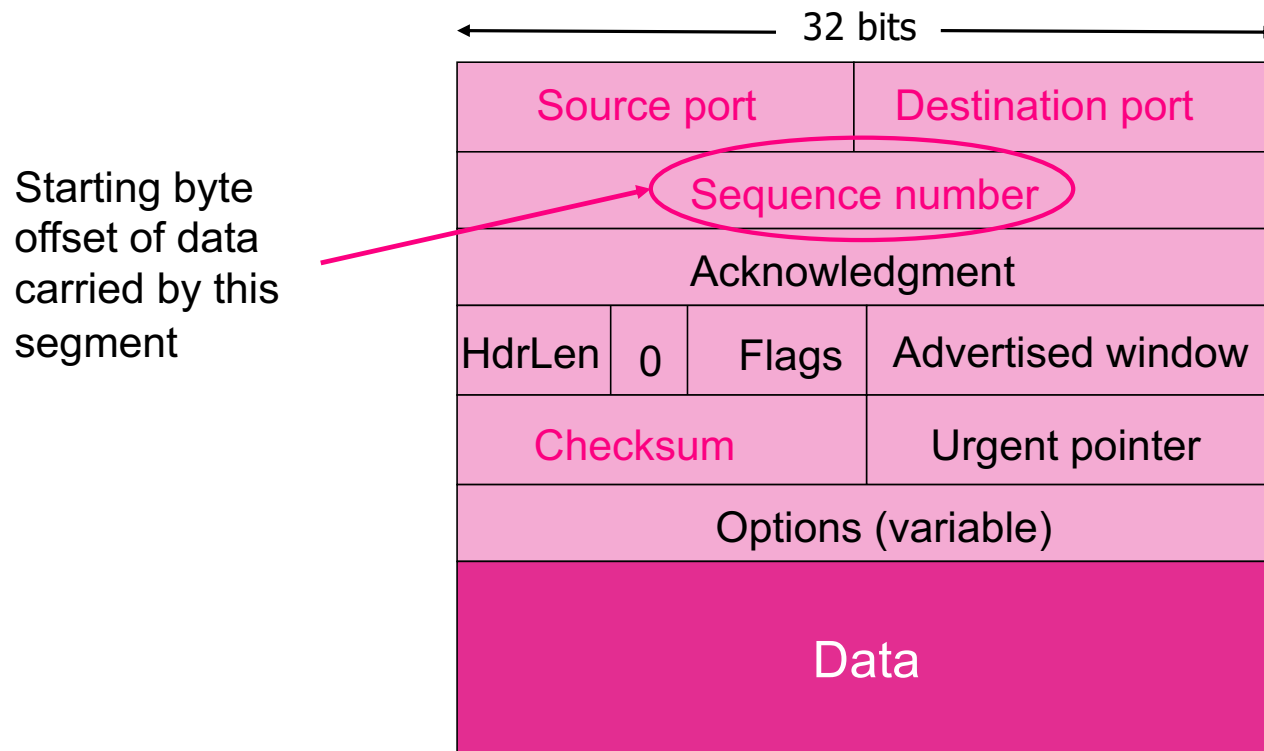 32 bits
Source port
Destination port
Starting byte
offset of data
carried by this
segment
Sequence number
Acknowledgment
HdrLen
0
Flags
Advertised window
Checksum
Urgent pointer
Options (variable)
Data